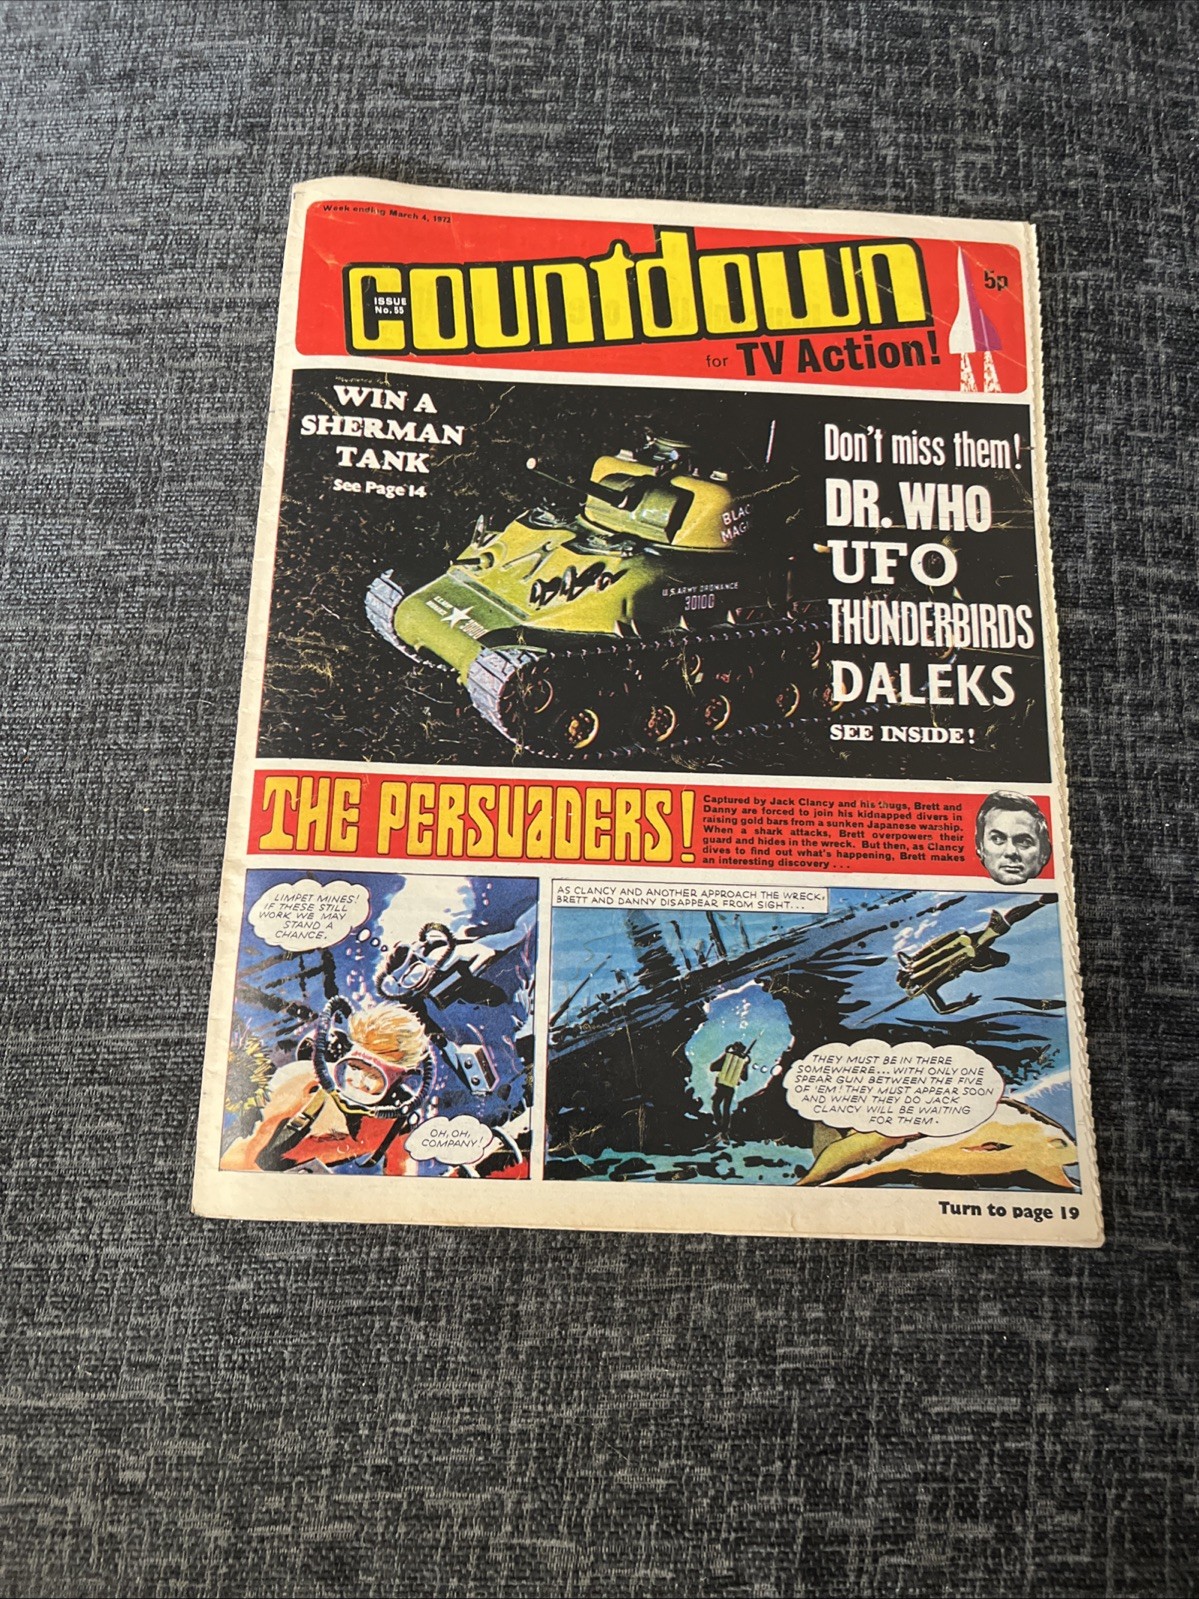 Week ending March 4, 1972
ISSUE
No. 55
countdown
5p
for TV Action!
WIN A
SHERMAN
TANK
See Page 14
Don't miss them!
DR. WHO
UFO
THUNDERBIRDS
DALEKS
SEE INSIDE!
BLACK
MAGIC
U.S. ARMY ORDNANCE
30100
THE PERSUADERS!
Captured by Jack Clancy and his thugs, Brett and
Danny are forced to join his kidnapped divers in
raising gold bars from a sunken Japanese warship.
When a shark attacks, Brett overpowers their
guard and hides in the wreck. But then, as Clancy
dives to find out what's happening, Brett makes
an interesting discovery . . .
LIMPET MINES!
IF THESE STILL
WORK WE MAY
STAND A
CHANCE.
OH, OH,
COMPANY!
AS CLANCY AND ANOTHER APPROACH THE WRECK,
BRETT AND DANNY DISAPPEAR FROM SIGHT...
THEY MUST BE IN THERE
SOMEWHERE... WITH ONLY ONE
SPEAR GUN BETWEEN THE FIVE
OF 'EM! THEY MUST APPEAR SOON
AND WHEN THEY DO JACK
CLANCY WILL BE WAITING
FOR THEM.
Turn to page 19